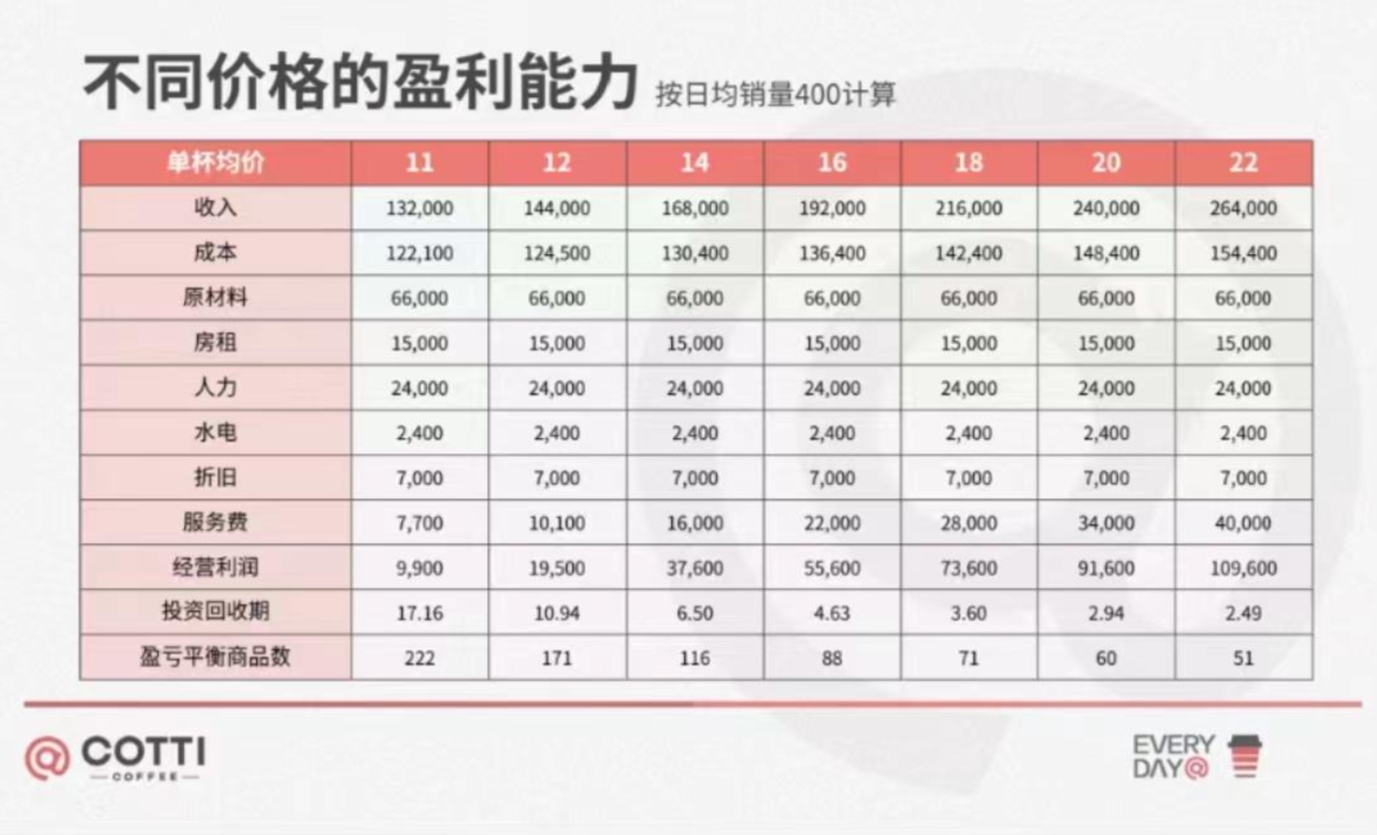 不同价格的盈利能力 按日均销量400计算
单杯均价 11 12 14 16 18 20 22
收入 132,000 144,000 168,000 192,000 216,000 240,000 264,000
成本 122,100 124,500 130,400 136,400 142,400 148,400 154,400
原材料 66,000 66,000 66,000 66,000 66,000 66,000 66,000
房租 15,000 15,000 15,000 15,000 15,000 15,000 15,000
人力 24,000 24,000 24,000 24,000 24,000 24,000 24,000
水电 2,400 2,400 2,400 2,400 2,400 2,400 2,400
折旧 7,000 7,000 7,000 7,000 7,000 7,000 7,000
服务费 7,700 10,100 16,000 22,000 28,000 34,000 40,000
经营利润 9,900 19,500 37,600 55,600 73,600 91,600 109,600
投资回收期 17.16 10.94 6.50 4.63 3.60 2.94 2.49
盈亏平衡商品数 222 171 116 88 71 60 51
COTTI
COFFEE
EVERY
DAY@